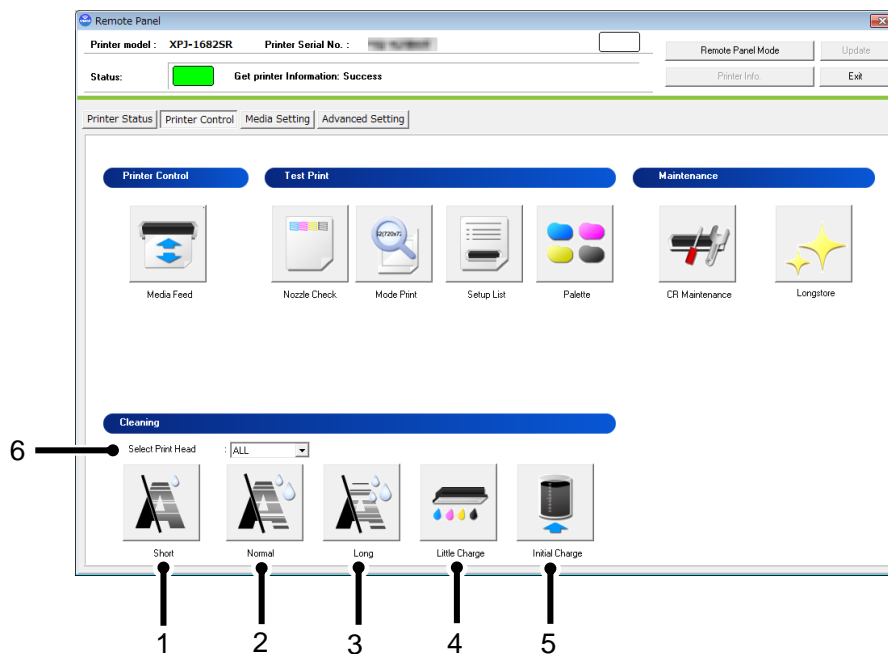 Remote Panel
Printer model : XPJ-1682SR Printer Serial No. :
Remote Panel Mode Update
Status: Get printer Information: Success
Printer Info. Exit
Printer Status Printer Control Media Setting Advanced Setting
Printer Control Test Print Maintenance
Media Feed Nozzle Check Mode Print Setup List Palette CR Maintenance Longstore
Cleaning
6 Select Print Head : ALL
Short Normal Long Little Charge Initial Charge
1 2 3 4 5